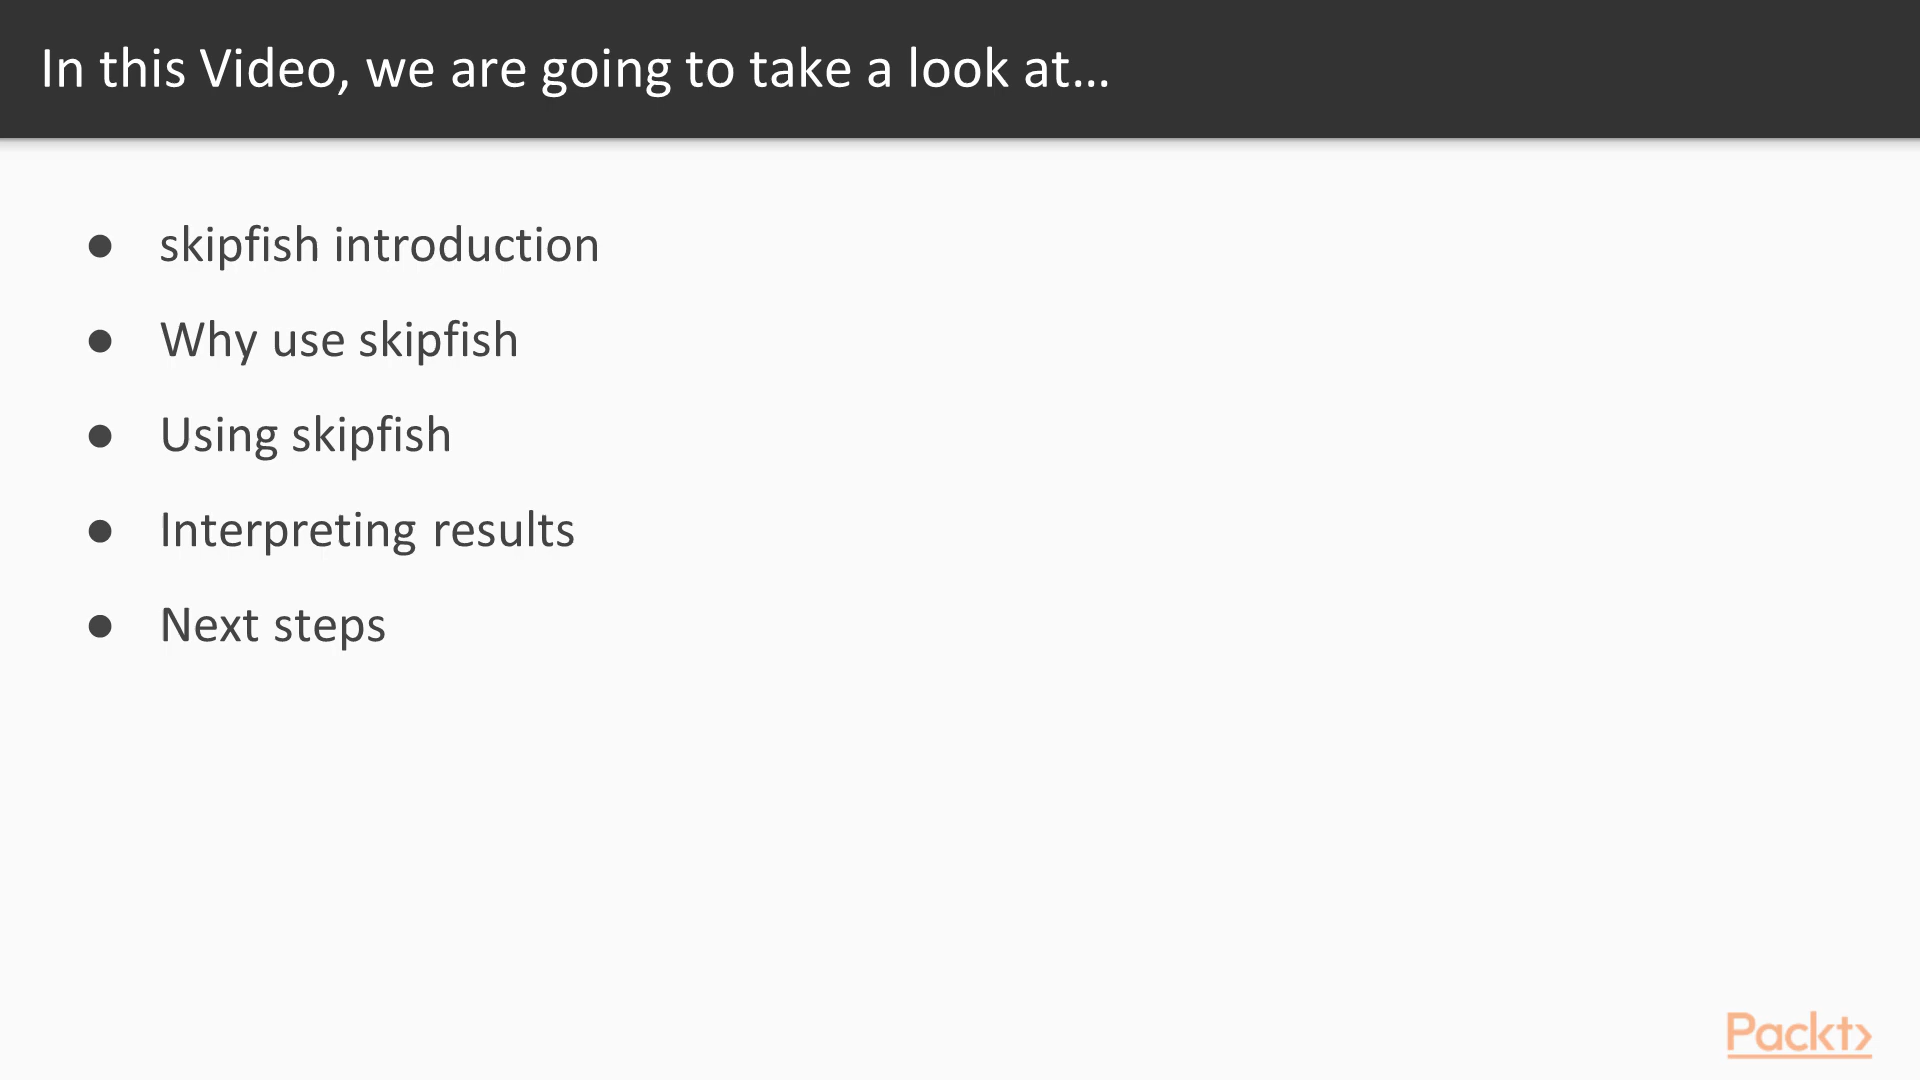 In this Video, we are going to take a look at...
● skipfish introduction
● Why use skipfish
● Using skipfish
● Interpreting results
● Next steps
Packt>